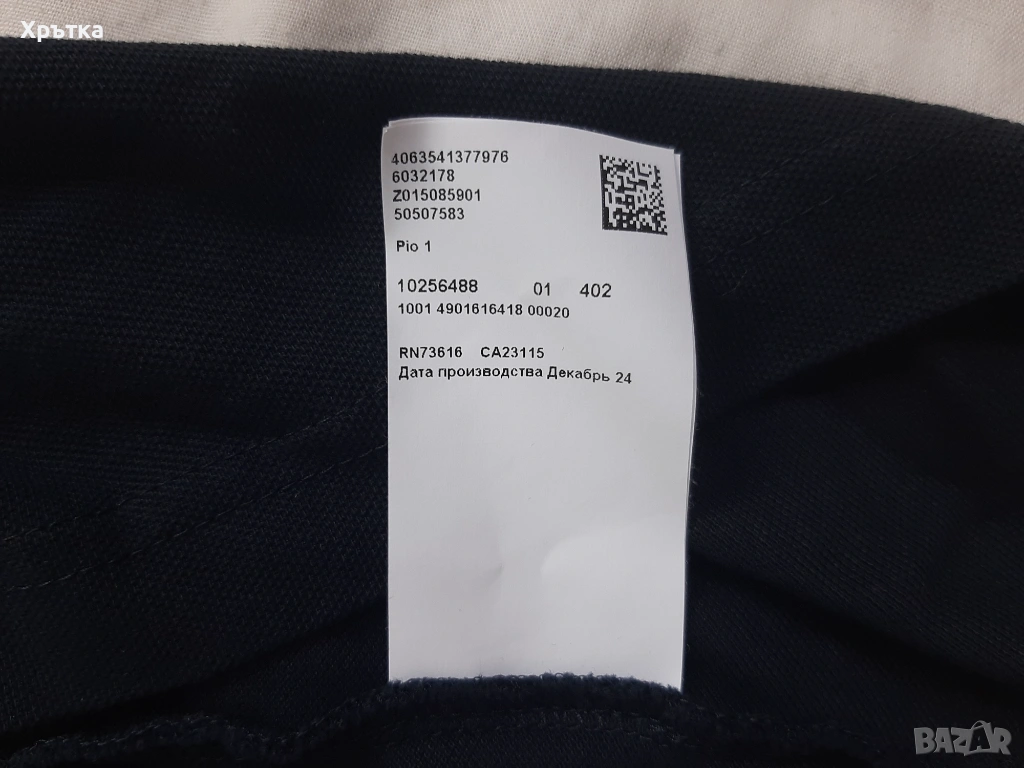 Хрътка
4063541377976
6032178
Z015085901
50507583
Pio 1
10256488 01 402
1001 4901616418 00020
RN73616 CA23115
Дата производства Декабрь 24
BAZAR